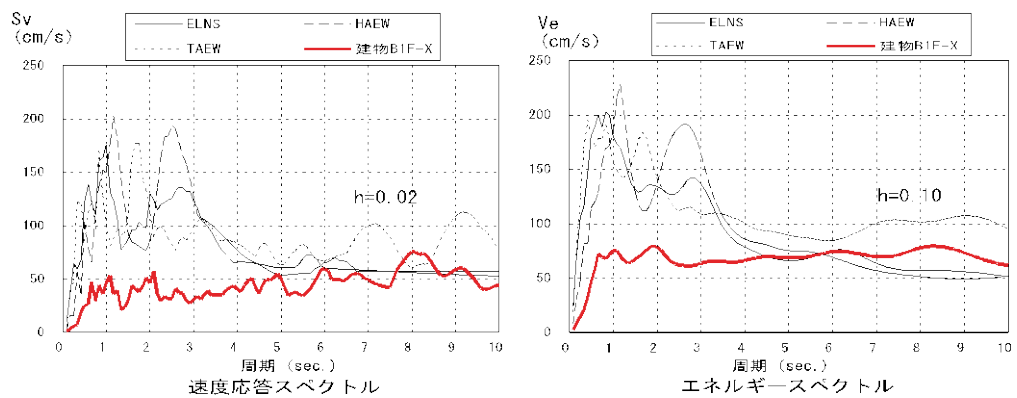 Sv
(cm/s)
ELNS
HAEW
TAEW
建物B1F-X
250
200
150
100
50
0
h=0.02
0 1 2 3 4 5 6 7 8 9 10
周期 (sec.)
速度応答スペクトル
Ve
(cm/s)
ELNS
HAEW
TAEW
建物B1F-X
250
200
150
100
50
0
h=0.10
0 1 2 3 4 5 6 7 8 9 10
周期 (sec.)
エネルギースペクトル